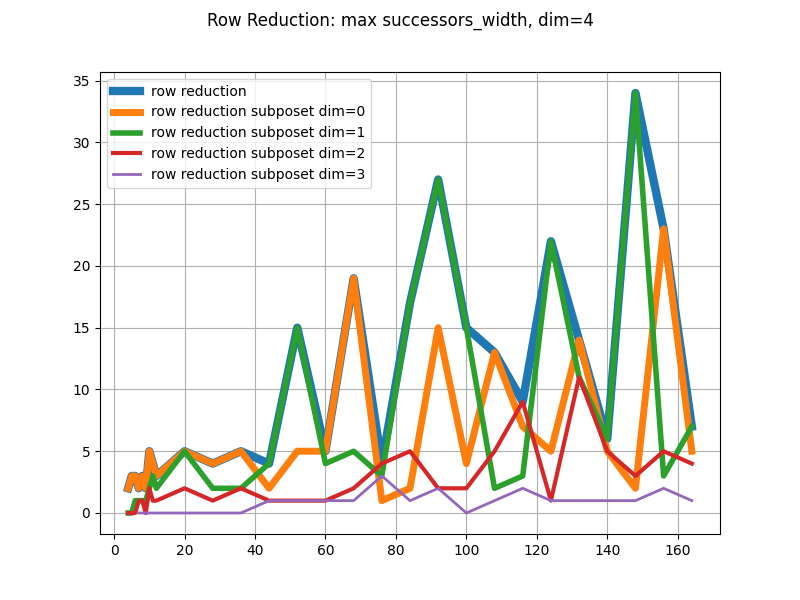 Row Reduction: max successors_width, dim=4
row reduction
row reduction subposet dim=0
row reduction subposet dim=1
row reduction subposet dim=2
row reduction subposet dim=3
35
30
25
20
15
10
5
0
0 20 40 60 80 100 120 140 160